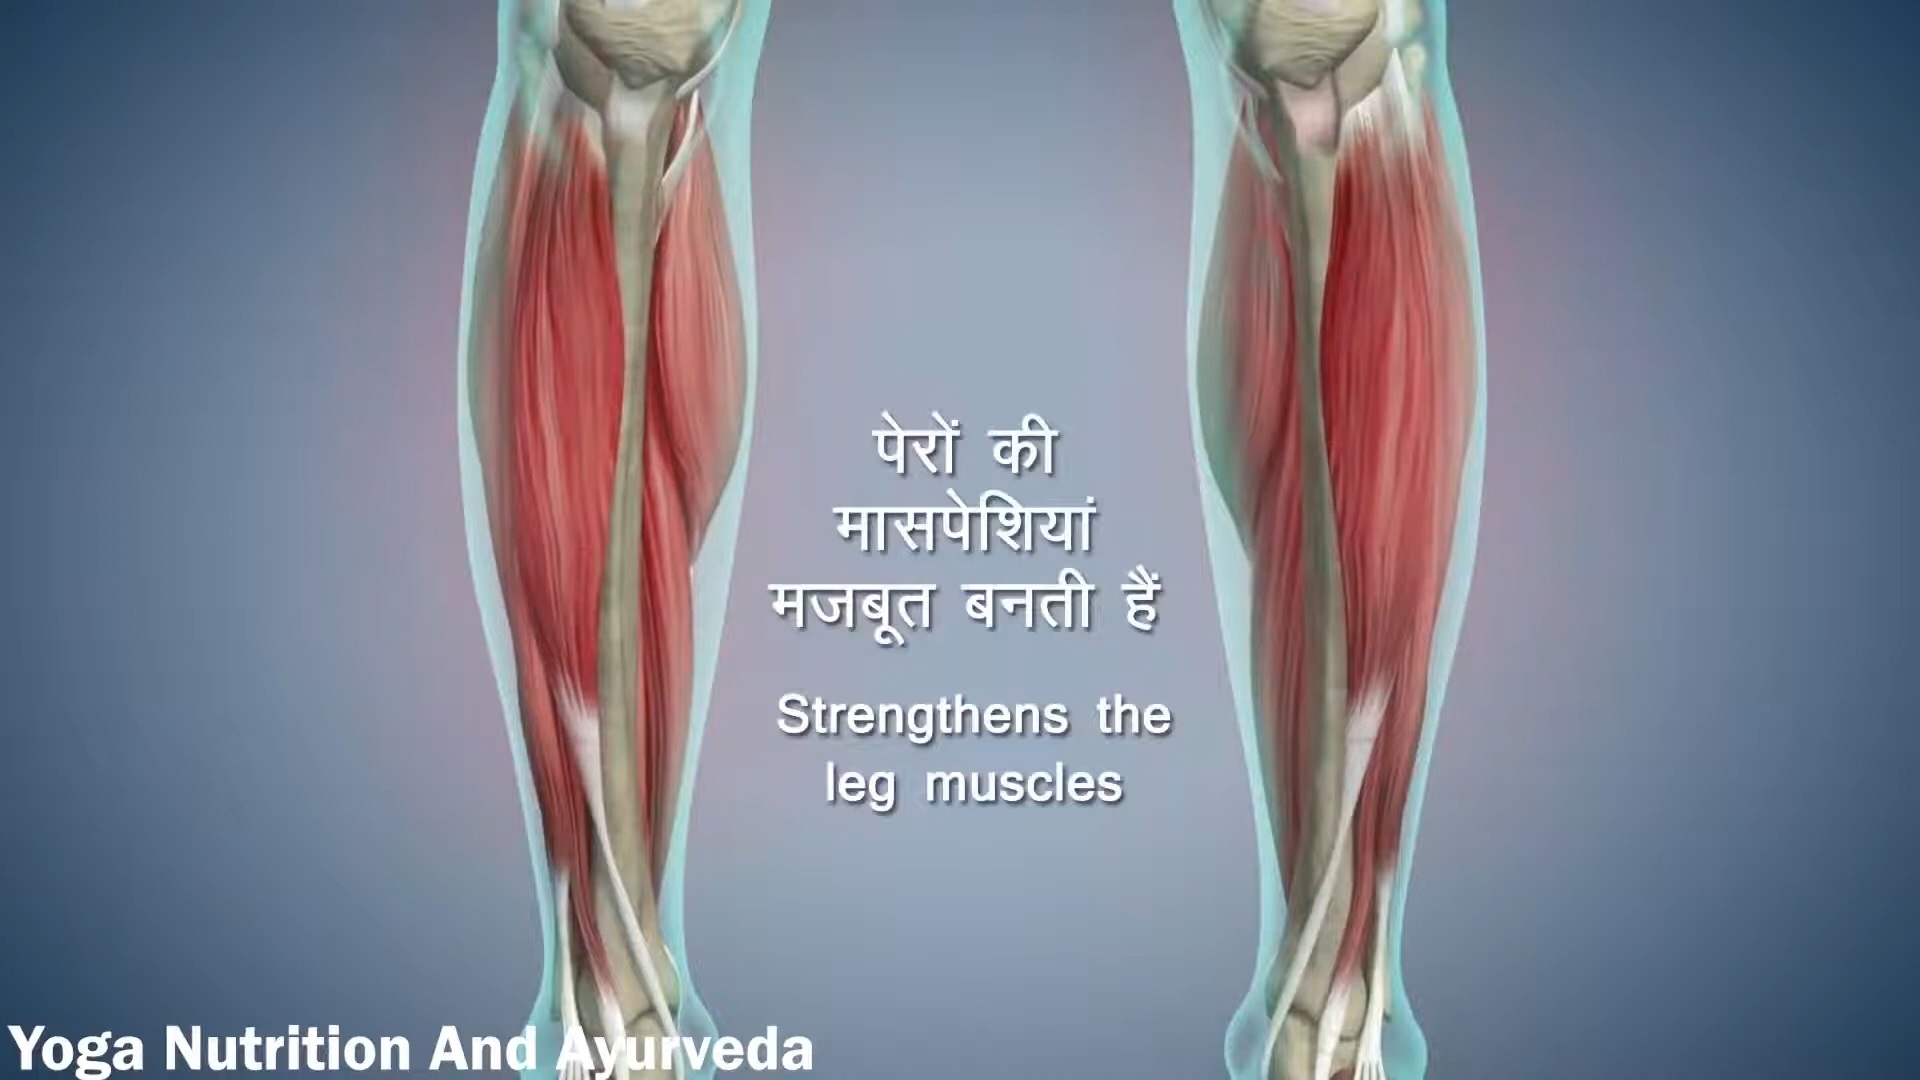 पेरों की
मासपेशियां
मजबूत बनती हैं
Strengthens the
leg muscles
Yoga Nutrition And Ayurveda